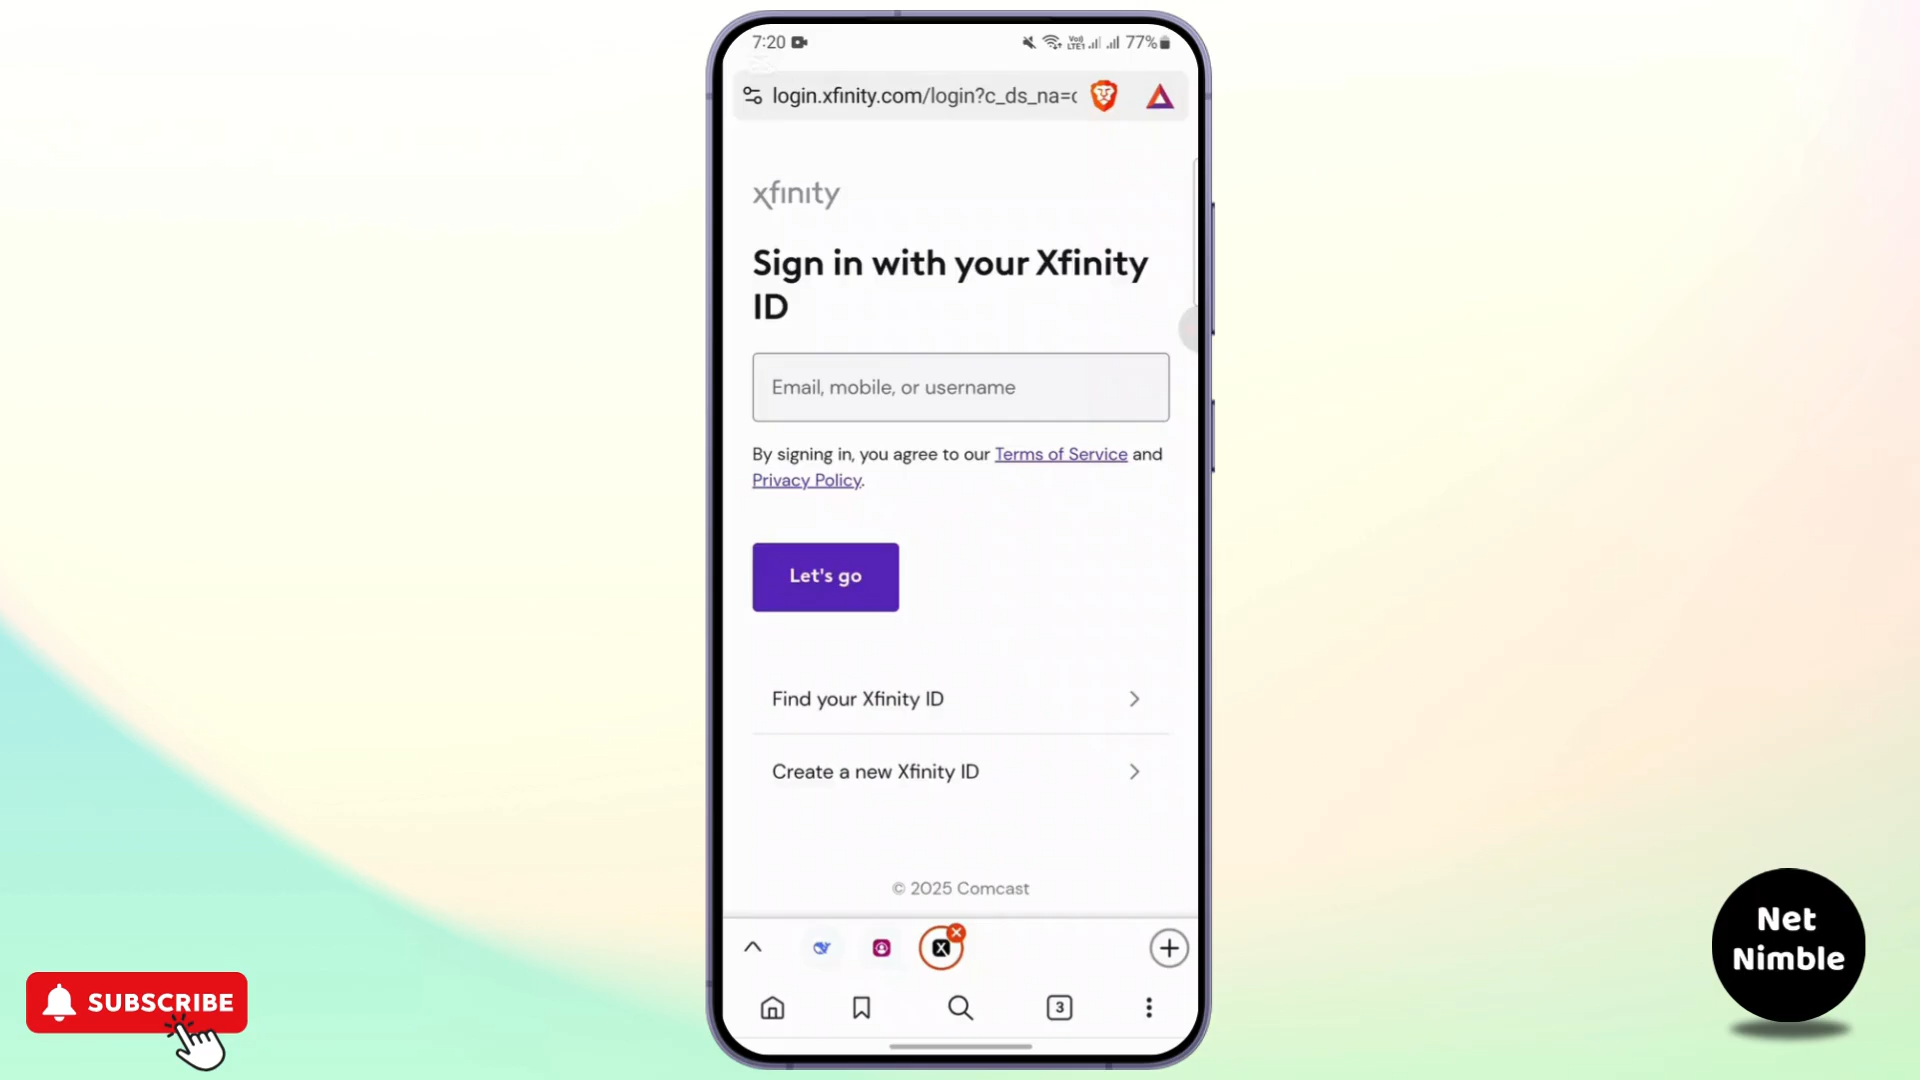 7:20
Vo)) LTE1
77%
login.xfinity.com/login?c_ds_na=c
xfinity
Sign in with your Xfinity
ID
Email, mobile, or username
By signing in, you agree to our Terms of Service and
Privacy Policy.
Let's go
Find your Xfinity ID
Create a new Xfinity ID
© 2025 Comcast
3
SUBSCRIBE
Net
Nimble